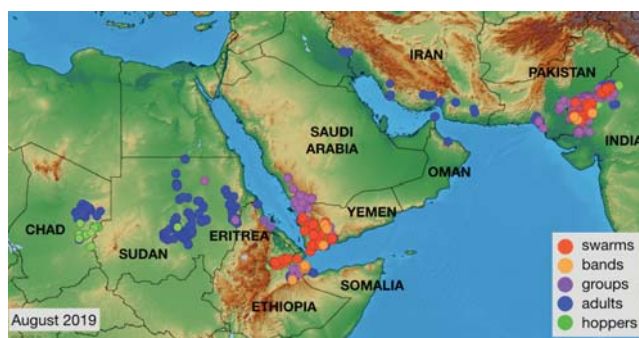 IRAN
PAKISTAN
SAUDI
ARABIA
INDIA
OMAN
CHAD
YEMEN
ERITREA
SUDAN
SOMALIA
ETHIOPIA
swarms
bands
groups
adults
hoppers
August 2019